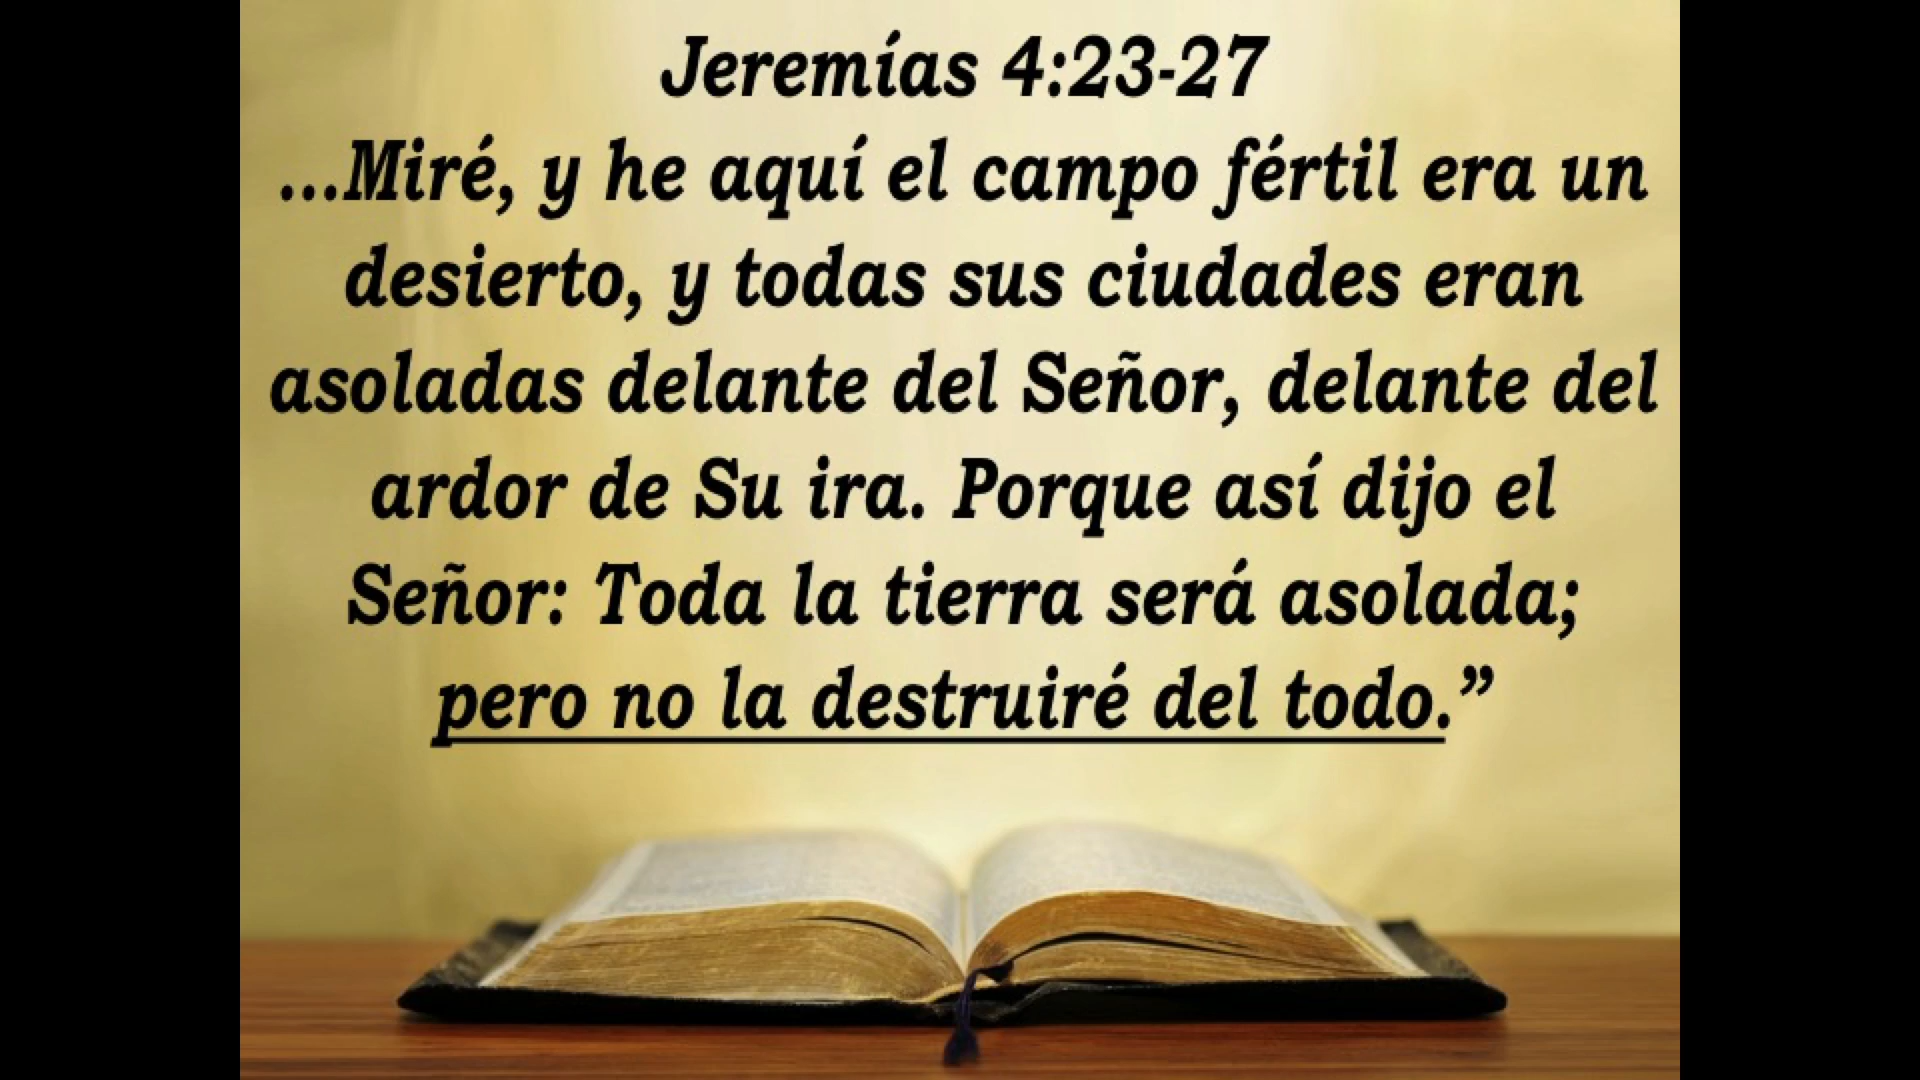 Jeremías 4:23-27
...Miré, y he aquí el campo fértil era un
desierto, y todas sus ciudades eran
asoladas delante del Señor, delante del
ardor de Su ira. Porque así dijo el
Señor: Toda la tierra será asolada;
pero no la destruiré del todo.”